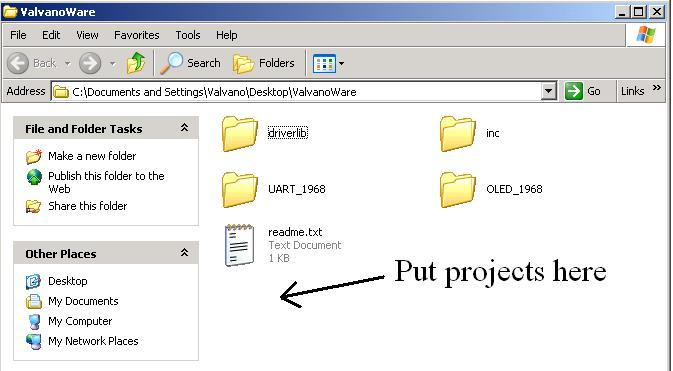 ValvanoWare
File Edit View Favorites Tools Help
Back Search Folders
Address C:\Documents and Settings\Valvano\Desktop\ValvanoWare Go Links »
File and Folder Tasks
Make a new folder
Publish this folder to the
Web
Share this folder
Other Places
Desktop
My Documents
My Computer
My Network Places
driverlib inc
UART_1968 OLED_1968
readme.txt
Text Document
1 KB
Put projects here